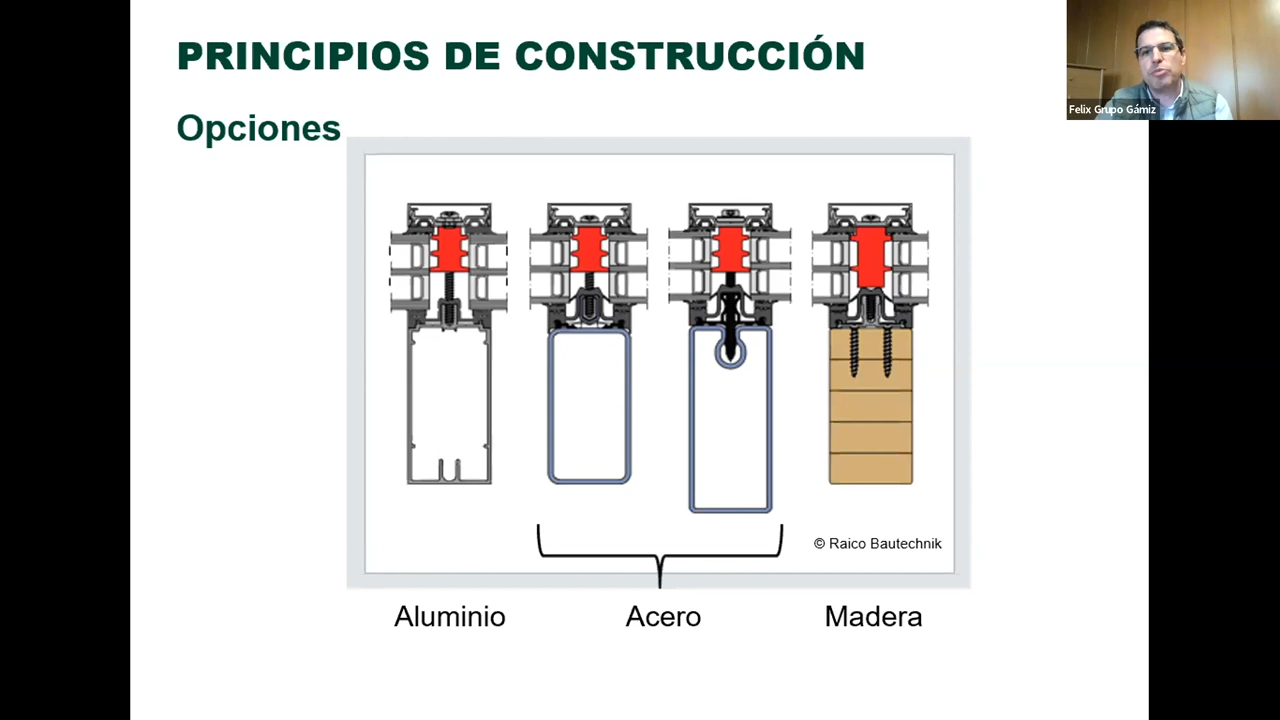 PRINCIPIOS DE CONSTRUCCIÓN
Felix Grupo Gámiz
Opciones
© Raico Bautechnik
Aluminio
Acero
Madera